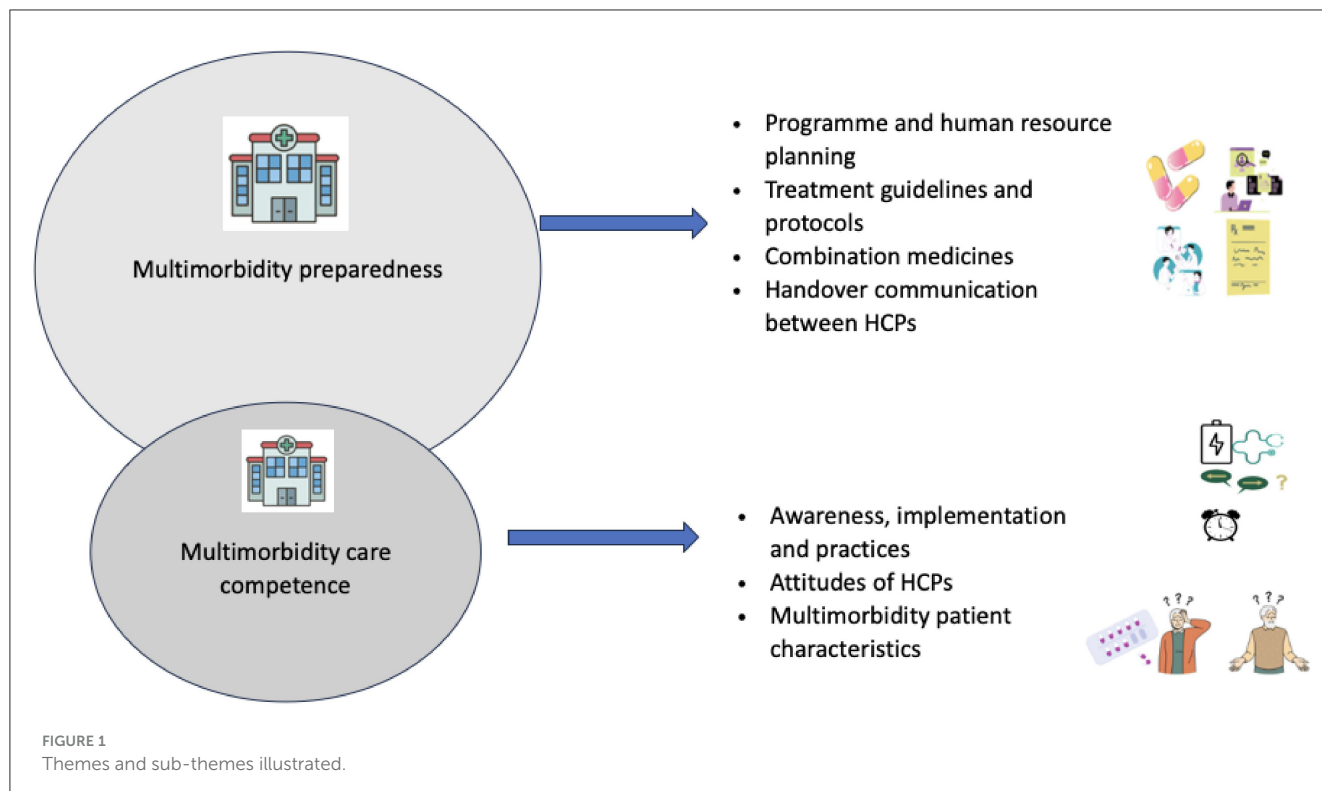 Multimorbidity preparedness
• Programme and human resource
planning
• Treatment guidelines and
protocols
• Combination medicines
• Handover communication
between HCPs
Multimorbidity care
competence
• Awareness, implementation
and practices
• Attitudes of HCPs
• Multimorbidity patient
characteristics
?
? ? ?
? ? ?
FIGURE 1
Themes and sub-themes illustrated.